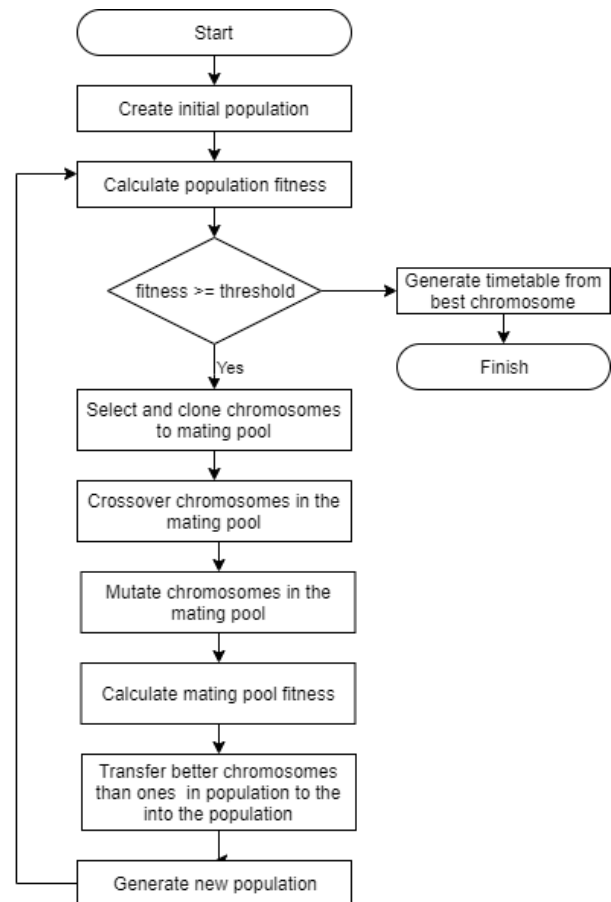 Start
Create initial population
Calculate population fitness
fitness >= threshold
Generate timetable from
best chromosome
Finish
Yes
Select and clone chromosomes
to mating pool
Crossover chromosomes in the
mating pool
Mutate chromosomes in the
mating pool
Calculate mating pool fitness
Transfer better chromosomes
than ones in population to the
into the population
Generate new population